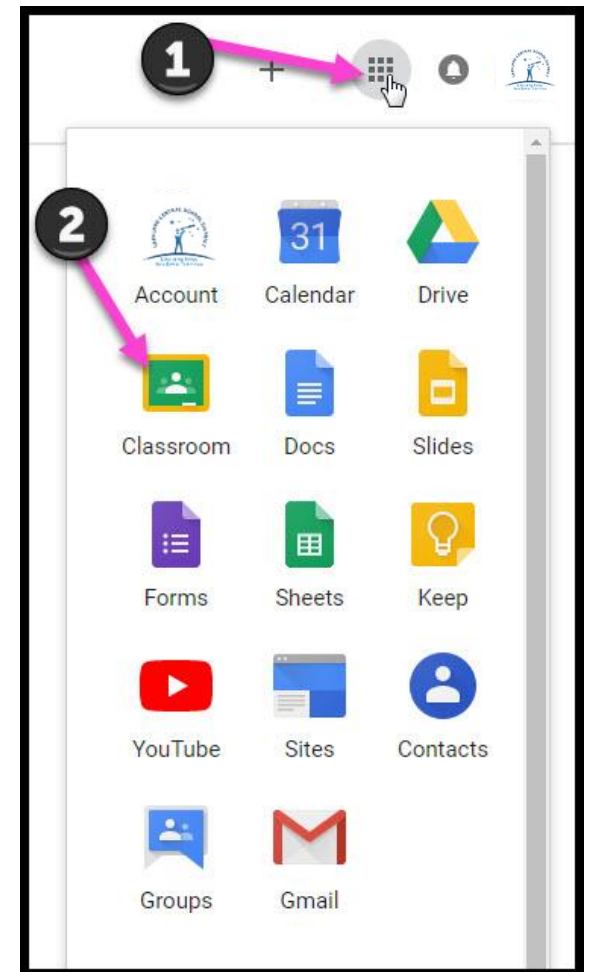 1
2
31
Account Calendar Drive
Classroom Docs Slides
Forms Sheets Keep
YouTube Sites Contacts
Groups Gmail